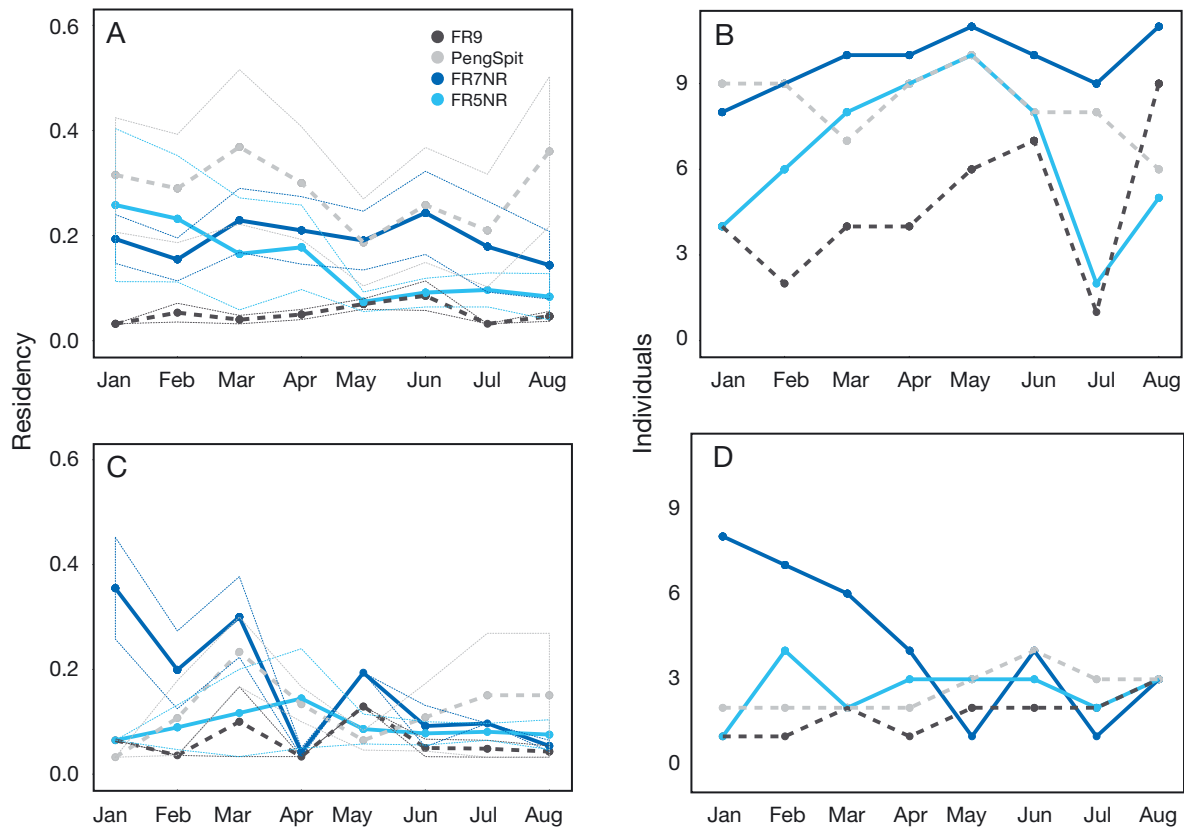 A
FR9
PengSpit
FR7NR
FR5NR
0.6
0.4
0.2
0.0
Jan Feb Mar Apr May Jun Jul Aug
B
9
6
3
0
Jan Feb Mar Apr May Jun Jul Aug
Residency
Individuals
C
0.6
0.4
0.2
0.0
Jan Feb Mar Apr May Jun Jul Aug
D
9
6
3
0
Jan Feb Mar Apr May Jun Jul Aug